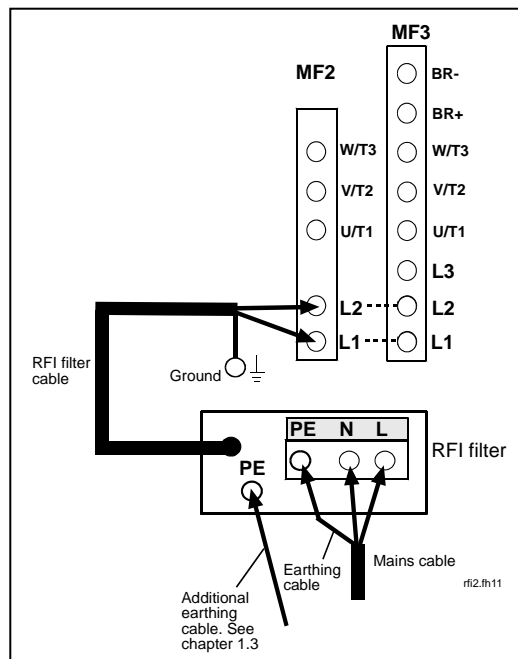 MF3
MF2
BR-
BR+
W/T3
W/T3
V/T2
V/T2
U/T1
U/T1
L3
L2
L2
L1
L1
RFI filter
cable
Ground
PE N L
RFI filter
PE
Earthing
cable
Mains cable
rfi2.fh11
Additional
earthing
cable. See
chapter 1.3